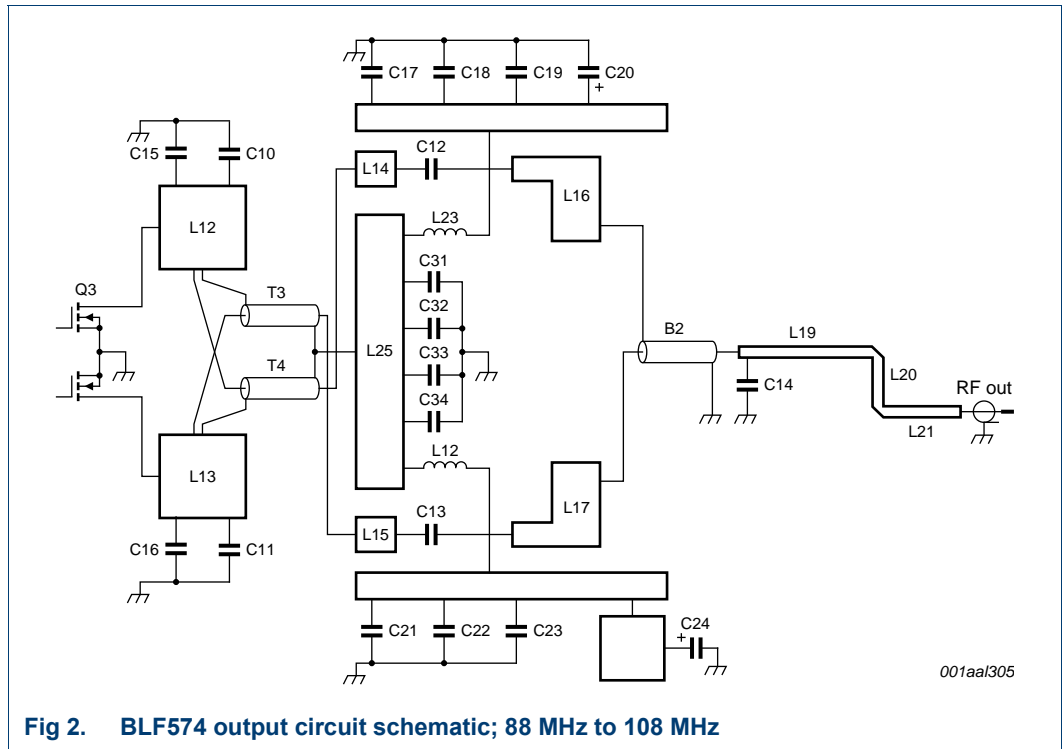 C17 C18 C19 C20
+
C15 C10 C12
L14
L16
L12
L23
C31
Q3 T3
C32 B2 L19
L25
C33 L20
T4 C14 RF out
C34
L21
L12
L13
C13 L17
L15
C16 C11
C21 C22 C23 + C24
001aal305
Fig 2. BLF574 output circuit schematic; 88 MHz to 108 MHz